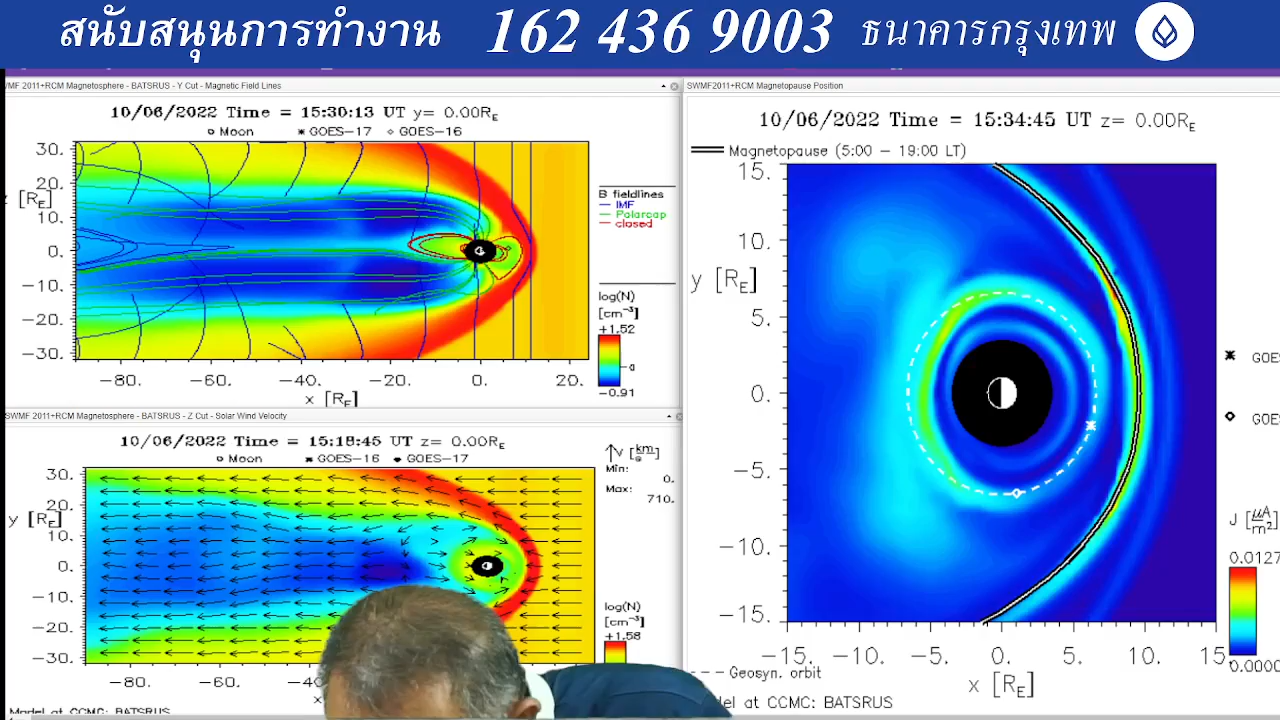 สนับสนุนการทำงาน 162 436 9003 ธนาคารกรุงเทพ
WMF 2011+RCM Magnetosphere - BATSRUS - Y Cut - Magnetic Field Lines
10/06/2022 Time = 15:30:13 UT y= 0.00RE
Moon GOES-17 GOES-16
30.
20.
10.
0.
-10.
-20.
-30.
z [RE]
-80. -60. -40. -20. 0. 20.
x [RE]
B fieldlines
IMF
Polarcap
closed
log(N)
[cm⁻³]
+1.52
-0.91
SWMF 2011+RCM Magnetosphere - BATSRUS - Z Cut - Solar Wind Velocity
10/06/2022 Time = 15:18:45 UT z= 0.00RE
Moon GOES-16 GOES-17
30.
20.
10.
0.
-10.
-20.
-30.
y [RE]
-80. -60.
x
Model at CCMC: BATSRUS
V [km/s]
Min: 0.
Max: 710.
log(N)
[cm⁻³]
+1.58
SWMF2011+RCM Magnetopause Position
10/06/2022 Time = 15:34:45 UT z= 0.00RE
Magnetopause (5:00 - 19:00 LT)
15.
10.
5.
0.
-5.
-10.
-15.
y [RE]
-15. -10. -5. 0. 5. 10. 15
x [RE]
Geosyn. orbit
del at CCMC: BATSRUS
GOES
GOES
J [μA/m²]
0.0127
0.0000